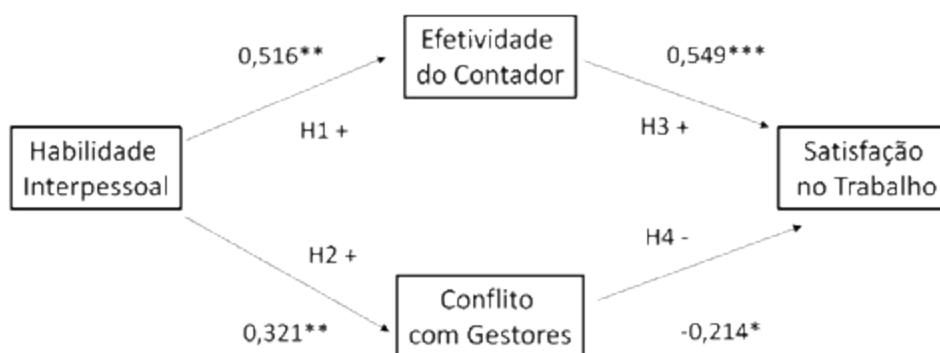 Efetividade
do Contador
0,516**
0,549***
H1 +
H3 +
Habilidade
Interpessoal
Satisfação
no Trabalho
H2 +
H4 -
Conflito
com Gestores
0,321**
-0,214*